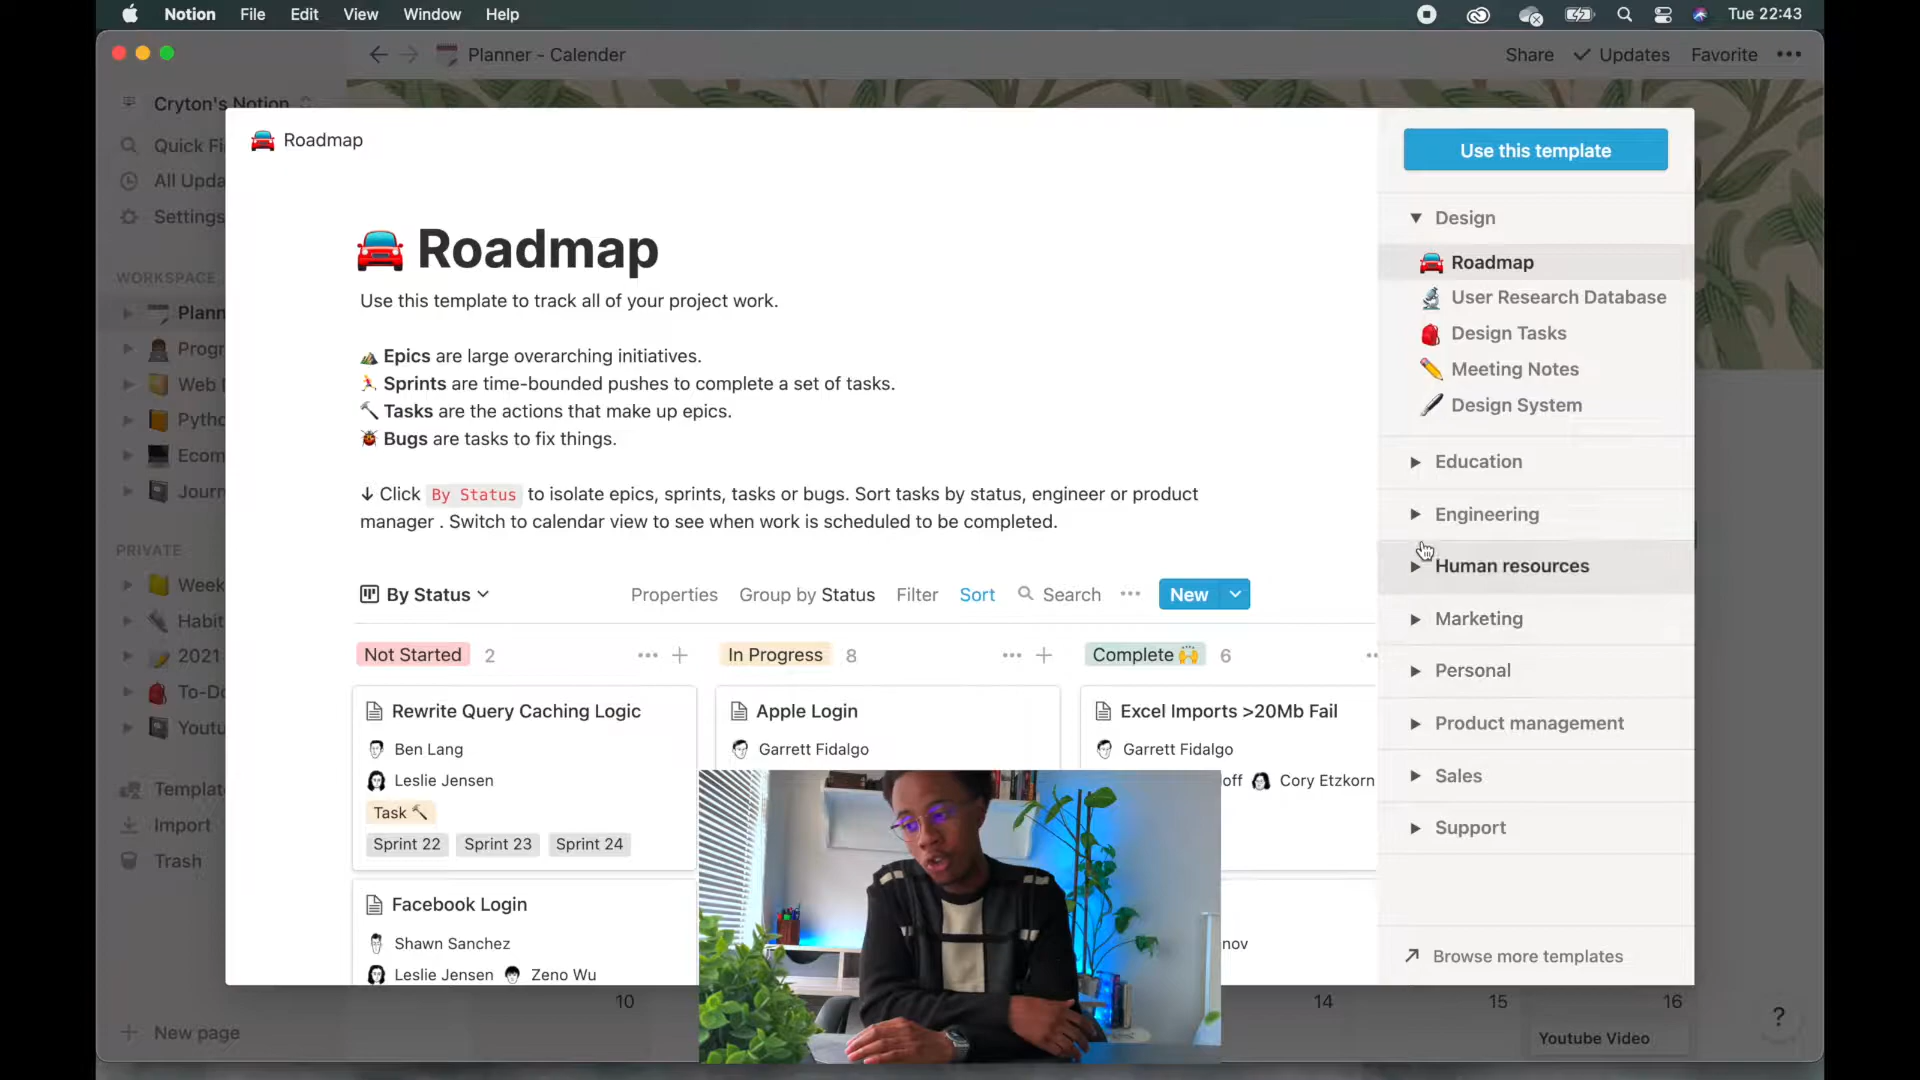 Notion File Edit View Window Help
Tue 22:43
Planner - Calender
Share Updates Favorite
Cryton's Notion
Quick Fi
All Upda
Settings
WORKSPACE
Plann
Progr
Web
Pytho
Ecom
Journ
PRIVATE
Week
Habit
2021
To-Do
Youtu
Templat
Import
Trash
New page
Roadmap
Roadmap
Use this template to track all of your project work.
Epics are large overarching initiatives.
Sprints are time-bounded pushes to complete a set of tasks.
Tasks are the actions that make up epics.
Bugs are tasks to fix things.
↓ Click By Status to isolate epics, sprints, tasks or bugs. Sort tasks by status, engineer or product
manager . Switch to calendar view to see when work is scheduled to be completed.
By Status
Properties Group by Status Filter Sort Search New
Not Started 2
In Progress 8
Complete 6
Rewrite Query Caching Logic
Ben Lang
Leslie Jensen
Task
Sprint 22 Sprint 23 Sprint 24
Facebook Login
Shawn Sanchez
Leslie Jensen Zeno Wu
Apple Login
Garrett Fidalgo
Excel Imports >20Mb Fail
Garrett Fidalgo
off Cory Etzkorn
nov
Use this template
Design
Roadmap
User Research Database
Design Tasks
Meeting Notes
Design System
Education
Engineering
Human resources
Marketing
Personal
Product management
Sales
Support
Browse more templates
10
14
15
16
Youtube Video
?